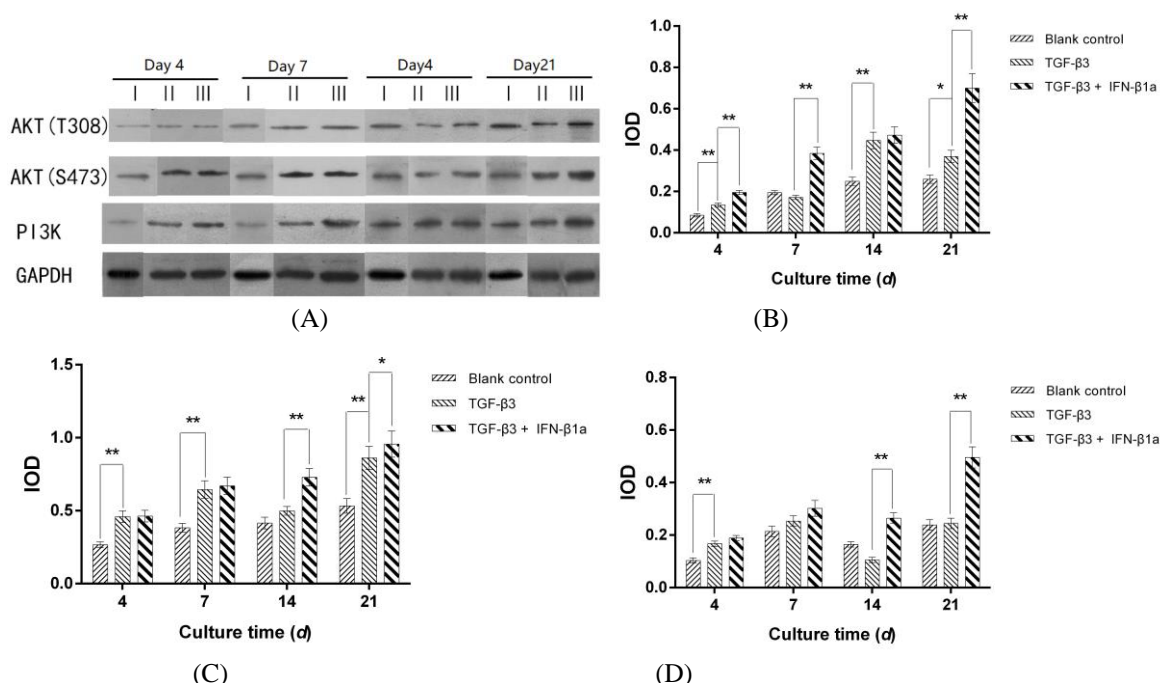 Day 4 Day 7 Day4 Day21
I II III I II III I II III I II III
AKT(T308)
AKT(S473)
PI3K
GAPDH
(A)
IOD
1.0
0.8
0.6
0.4
0.2
0.0
** ** ** ** * **
4 7 14 21
Culture time (d)
Blank control
TGF-β3
TGF-β3 + IFN-β1a
(B)
IOD
1.5
1.0
0.5
0.0
** ** ** ** *
4 7 14 21
Culture time (d)
Blank control
TGF-β3
TGF-β3 + IFN-β1a
(C)
IOD
0.8
0.6
0.4
0.2
0.0
** ** **
4 7 14 21
Culture time (d)
Blank control
TGF-β3
TGF-β3 + IFN-β1a
(D)